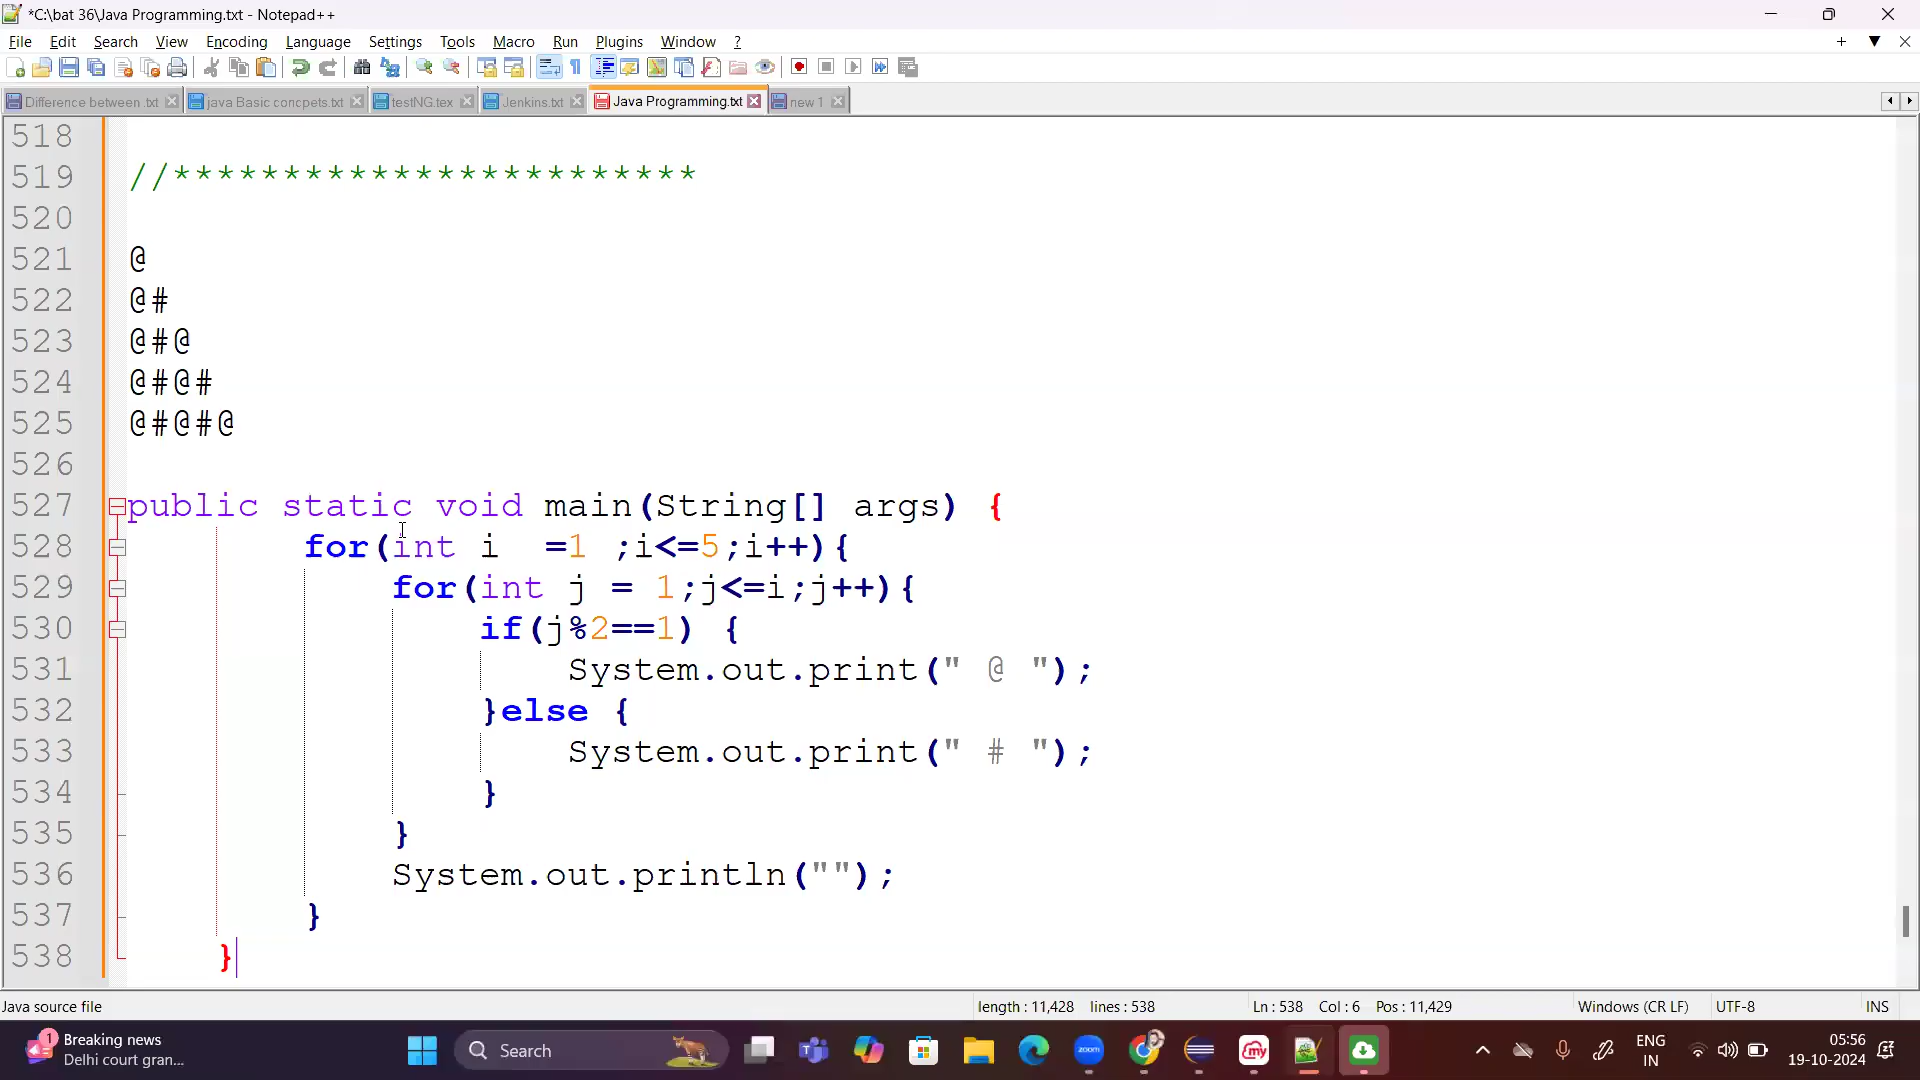 *C:\bat 36\Java Programming.txt - Notepad++
File Edit Search View Encoding Language Settings Tools Macro Run Plugins Window ?
Difference between .txt java Basic concpets.txt testNG.tex Jenkins.txt Java Programming.txt new 1
518
519 //************************
520
521 @
522 @#
523 @#@
524 @#@#
525 @#@#@
526
527 public static void main(String[] args) {
528 for(int i  =1 ;i<=5;i++){
529 for(int j = 1;j<=i;j++){
530 if(j%2==1) {
531 System.out.print(" @ ");
532 }else {
533 System.out.print(" # ");
534 }
535 }
536 System.out.println("");
537 }
538 }
Java source file length : 11,428 lines : 538 Ln : 538 Col : 6 Pos : 11,429 Windows (CR LF) UTF-8 INS
1 Breaking news
Delhi court gran...
Search
zoom
my
ENG
IN
05:56
19-10-2024